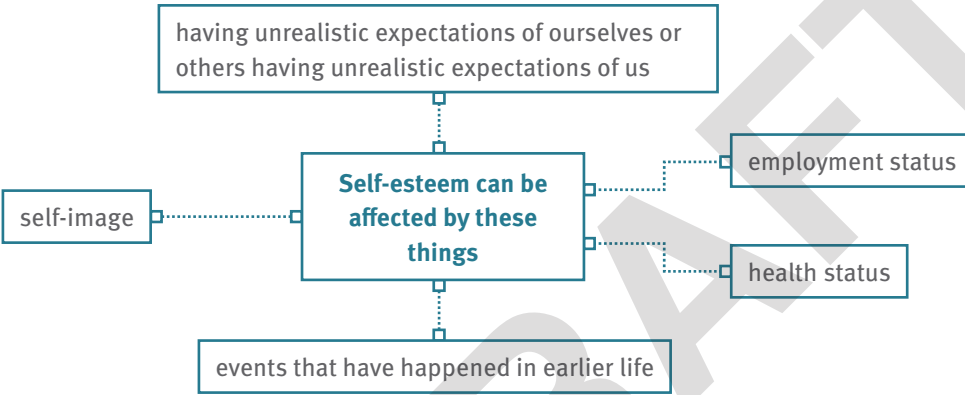 having unrealistic expectations of ourselves or
others having unrealistic expectations of us
Self-esteem can be
affected by these
things
employment status
self-image
health status
events that have happened in earlier life
DRAFT